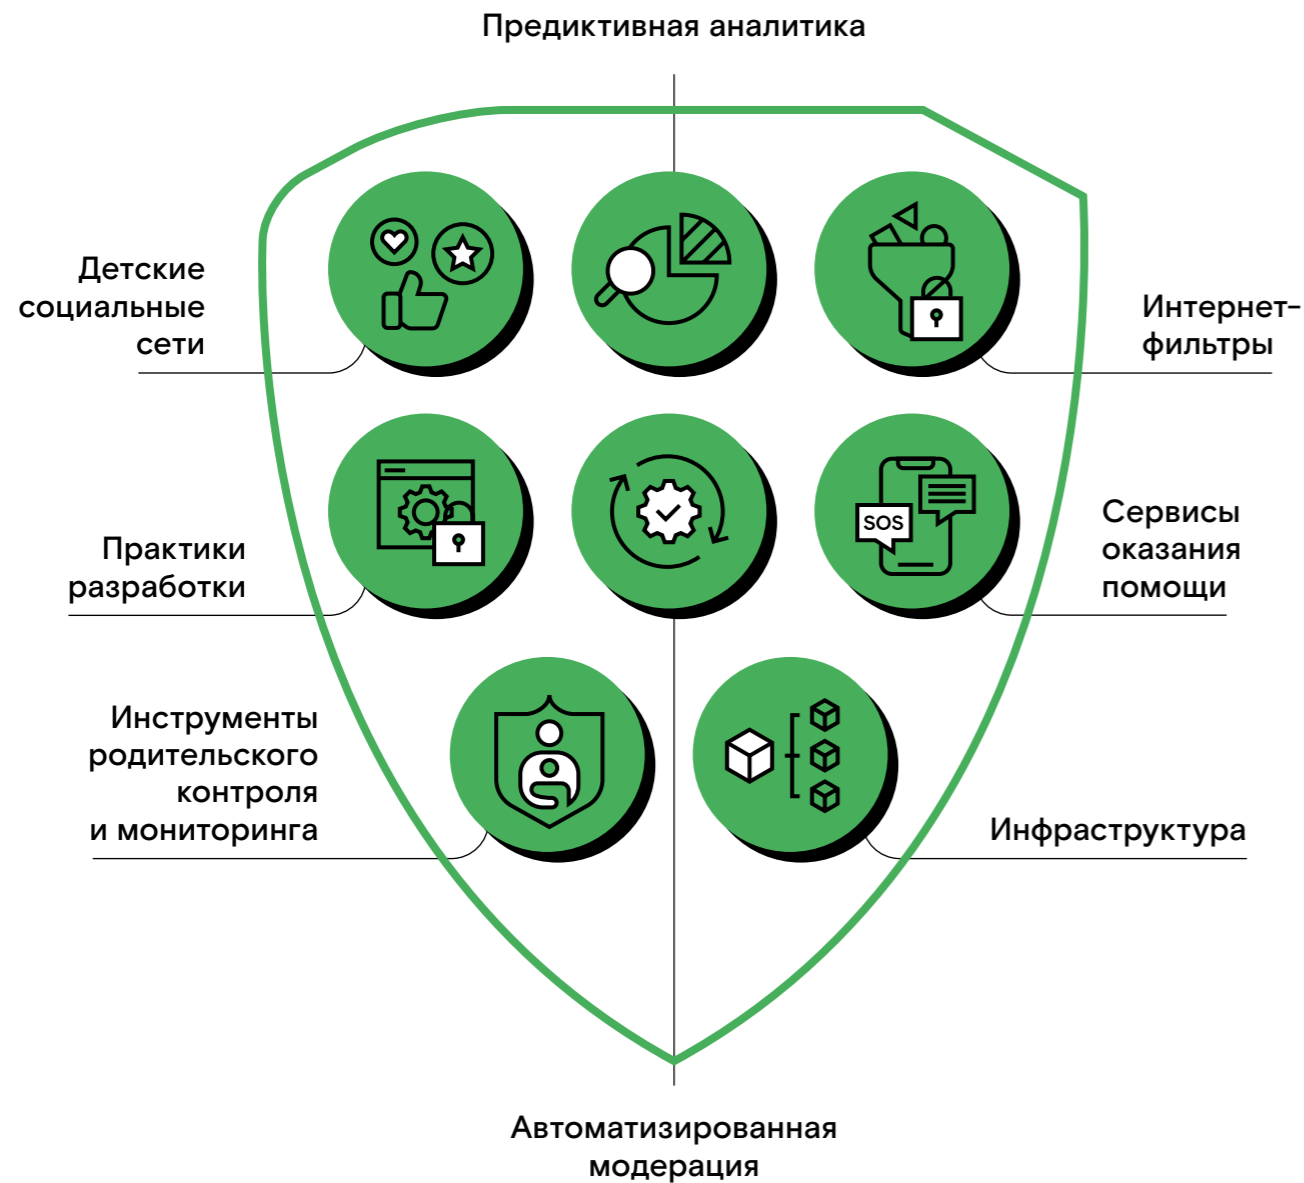 Предиктивная аналитика
Детские
социальные
сети
Интернет-
фильтры
Практики
разработки
SOS
Сервисы
оказания
помощи
Инструменты
родительского
контроля
и мониторинга
Инфраструктура
Автоматизированная
модерация